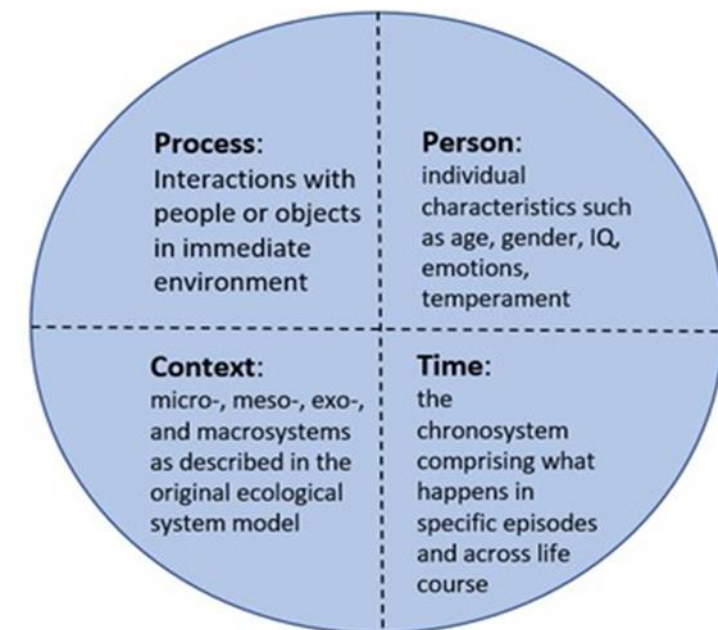 Process:
Interactions with
people or objects
in immediate
environment
Person:
individual
characteristics such
as age, gender, IQ,
emotions,
temperament
Context:
micro-, meso-, exo-,
and macrosystems
as described in the
original ecological
system model
Time:
the
chronosystem
comprising what
happens in
specific episodes
and across life
course